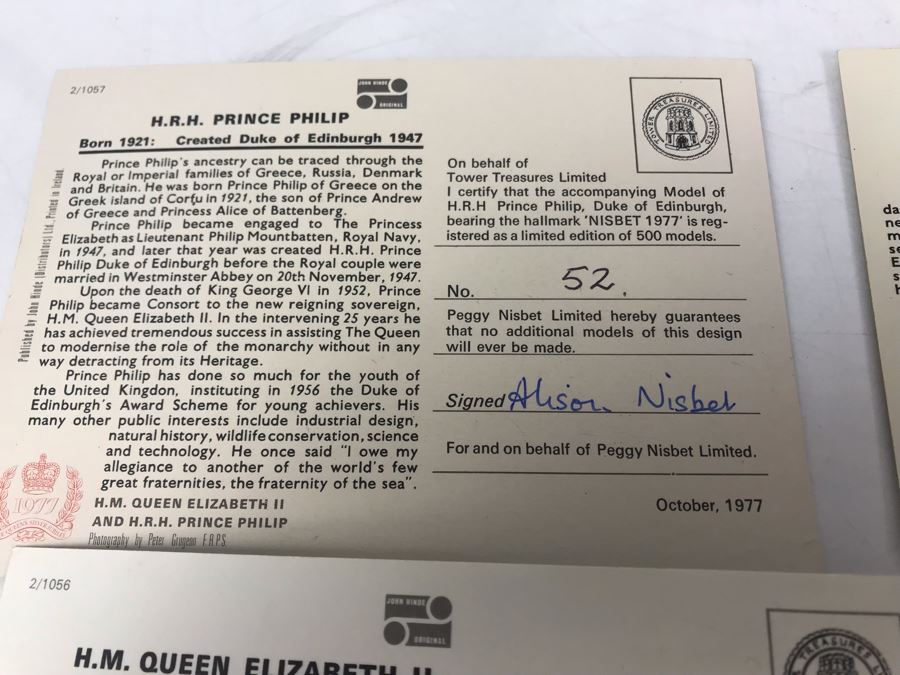 2/1057
JOHN HINDE
ORIGINAL
H.R.H. PRINCE PHILIP
Born 1921: Created Duke of Edinburgh 1947
Prince Philip's ancestry can be traced through the
Royal or Imperial families of Greece, Russia, Denmark
and Britain. He was born Prince Philip of Greece on the
Greek island of Corfu in 1921, the son of Prince Andrew
of Greece and Princess Alice of Battenberg.
Prince Philip became engaged to The Princess
Elizabeth as Lieutenant Philip Mountbatten, Royal Navy,
in 1947, and later that year was created H.R.H. Prince
Philip Duke of Edinburgh before the Royal couple were
married in Westminster Abbey on 20th November, 1947.
Upon the death of King George VI in 1952, Prince
Philip became Consort to the new reigning sovereign,
H.M. Queen Elizabeth II. In the intervening 25 years he
has achieved tremendous success in assisting The Queen
to modernise the role of the monarchy without in any
way detracting from its Heritage.
Prince Philip has done so much for the youth of
the United Kingdon, instituting in 1956 the Duke of
Edinburgh's Award Scheme for young achievers. His
many other public interests include industrial design,
natural history, wildlife conservation, science
and technology. He once said "I owe my
allegiance to another of the world's few
great fraternities, the fraternity of the sea".
H.M. QUEEN ELIZABETH II
AND H.R.H. PRINCE PHILIP
Photography by Peter Grugeon F.R.P.S.
Published by John Hinde (Distributors) Ltd., Printed in Ireland
1977
TOWER TREASURES LIMITED
On behalf of
Tower Treasures Limited
I certify that the accompanying Model of
H.R.H Prince Philip, Duke of Edinburgh,
bearing the hallmark 'NISBET 1977' is reg-
istered as a limited edition of 500 models.
No. 52.
Peggy Nisbet Limited hereby guarantees
that no additional models of this design
will ever be made.
Signed Alison Nisbet
For and on behalf of Peggy Nisbet Limited.
October, 1977
2/1056
JOHN HINDE
ORIGINAL
H.M. QUEEN ELIZABETH II
TREASURES